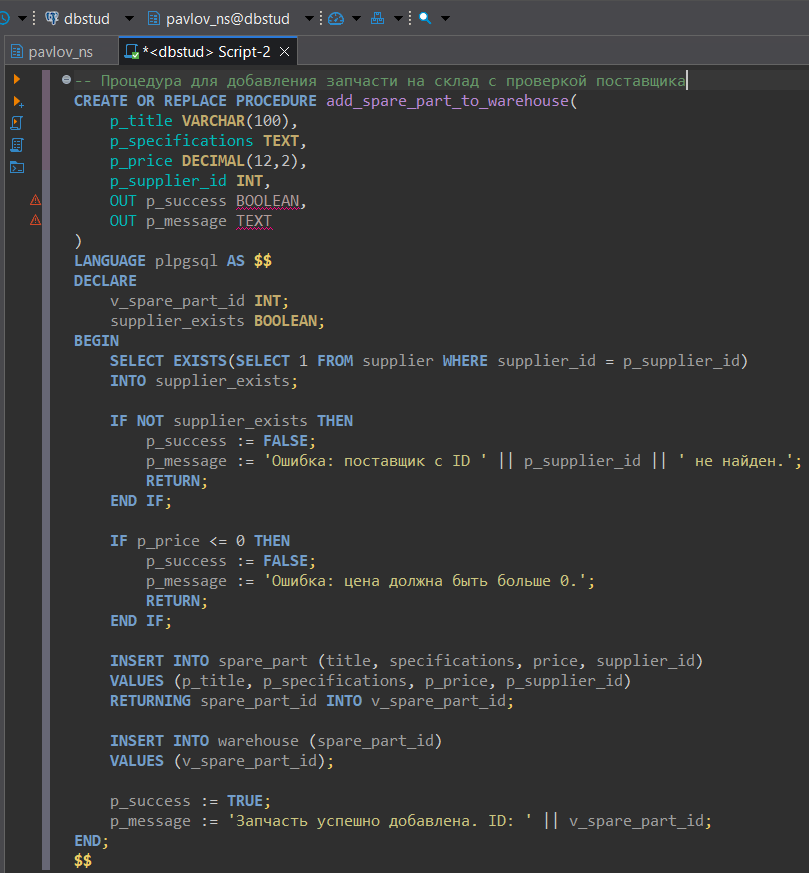 dbstud pavlov_ns@dbstud
pavlov_ns *<dbstud> Script-2
-- Процедура для добавления запчасти на склад с проверкой поставщика
CREATE OR REPLACE PROCEDURE add_spare_part_to_warehouse(
    p_title VARCHAR(100),
    p_specifications TEXT,
    p_price DECIMAL(12,2),
    p_supplier_id INT,
    OUT p_success BOOLEAN,
    OUT p_message TEXT
)
LANGUAGE plpgsql AS $$
DECLARE
    v_spare_part_id INT;
    supplier_exists BOOLEAN;
BEGIN
    SELECT EXISTS(SELECT 1 FROM supplier WHERE supplier_id = p_supplier_id)
    INTO supplier_exists;
    IF NOT supplier_exists THEN
        p_success := FALSE;
        p_message := 'Ошибка: поставщик с ID ' || p_supplier_id || ' не найден.';
        RETURN;
    END IF;
    IF p_price <= 0 THEN
        p_success := FALSE;
        p_message := 'Ошибка: цена должна быть больше 0.';
        RETURN;
    END IF;
    INSERT INTO spare_part (title, specifications, price, supplier_id)
    VALUES (p_title, p_specifications, p_price, p_supplier_id)
    RETURNING spare_part_id INTO v_spare_part_id;
    INSERT INTO warehouse (spare_part_id)
    VALUES (v_spare_part_id);
    p_success := TRUE;
    p_message := 'Запчасть успешно добавлена. ID: ' || v_spare_part_id;
END;
$$